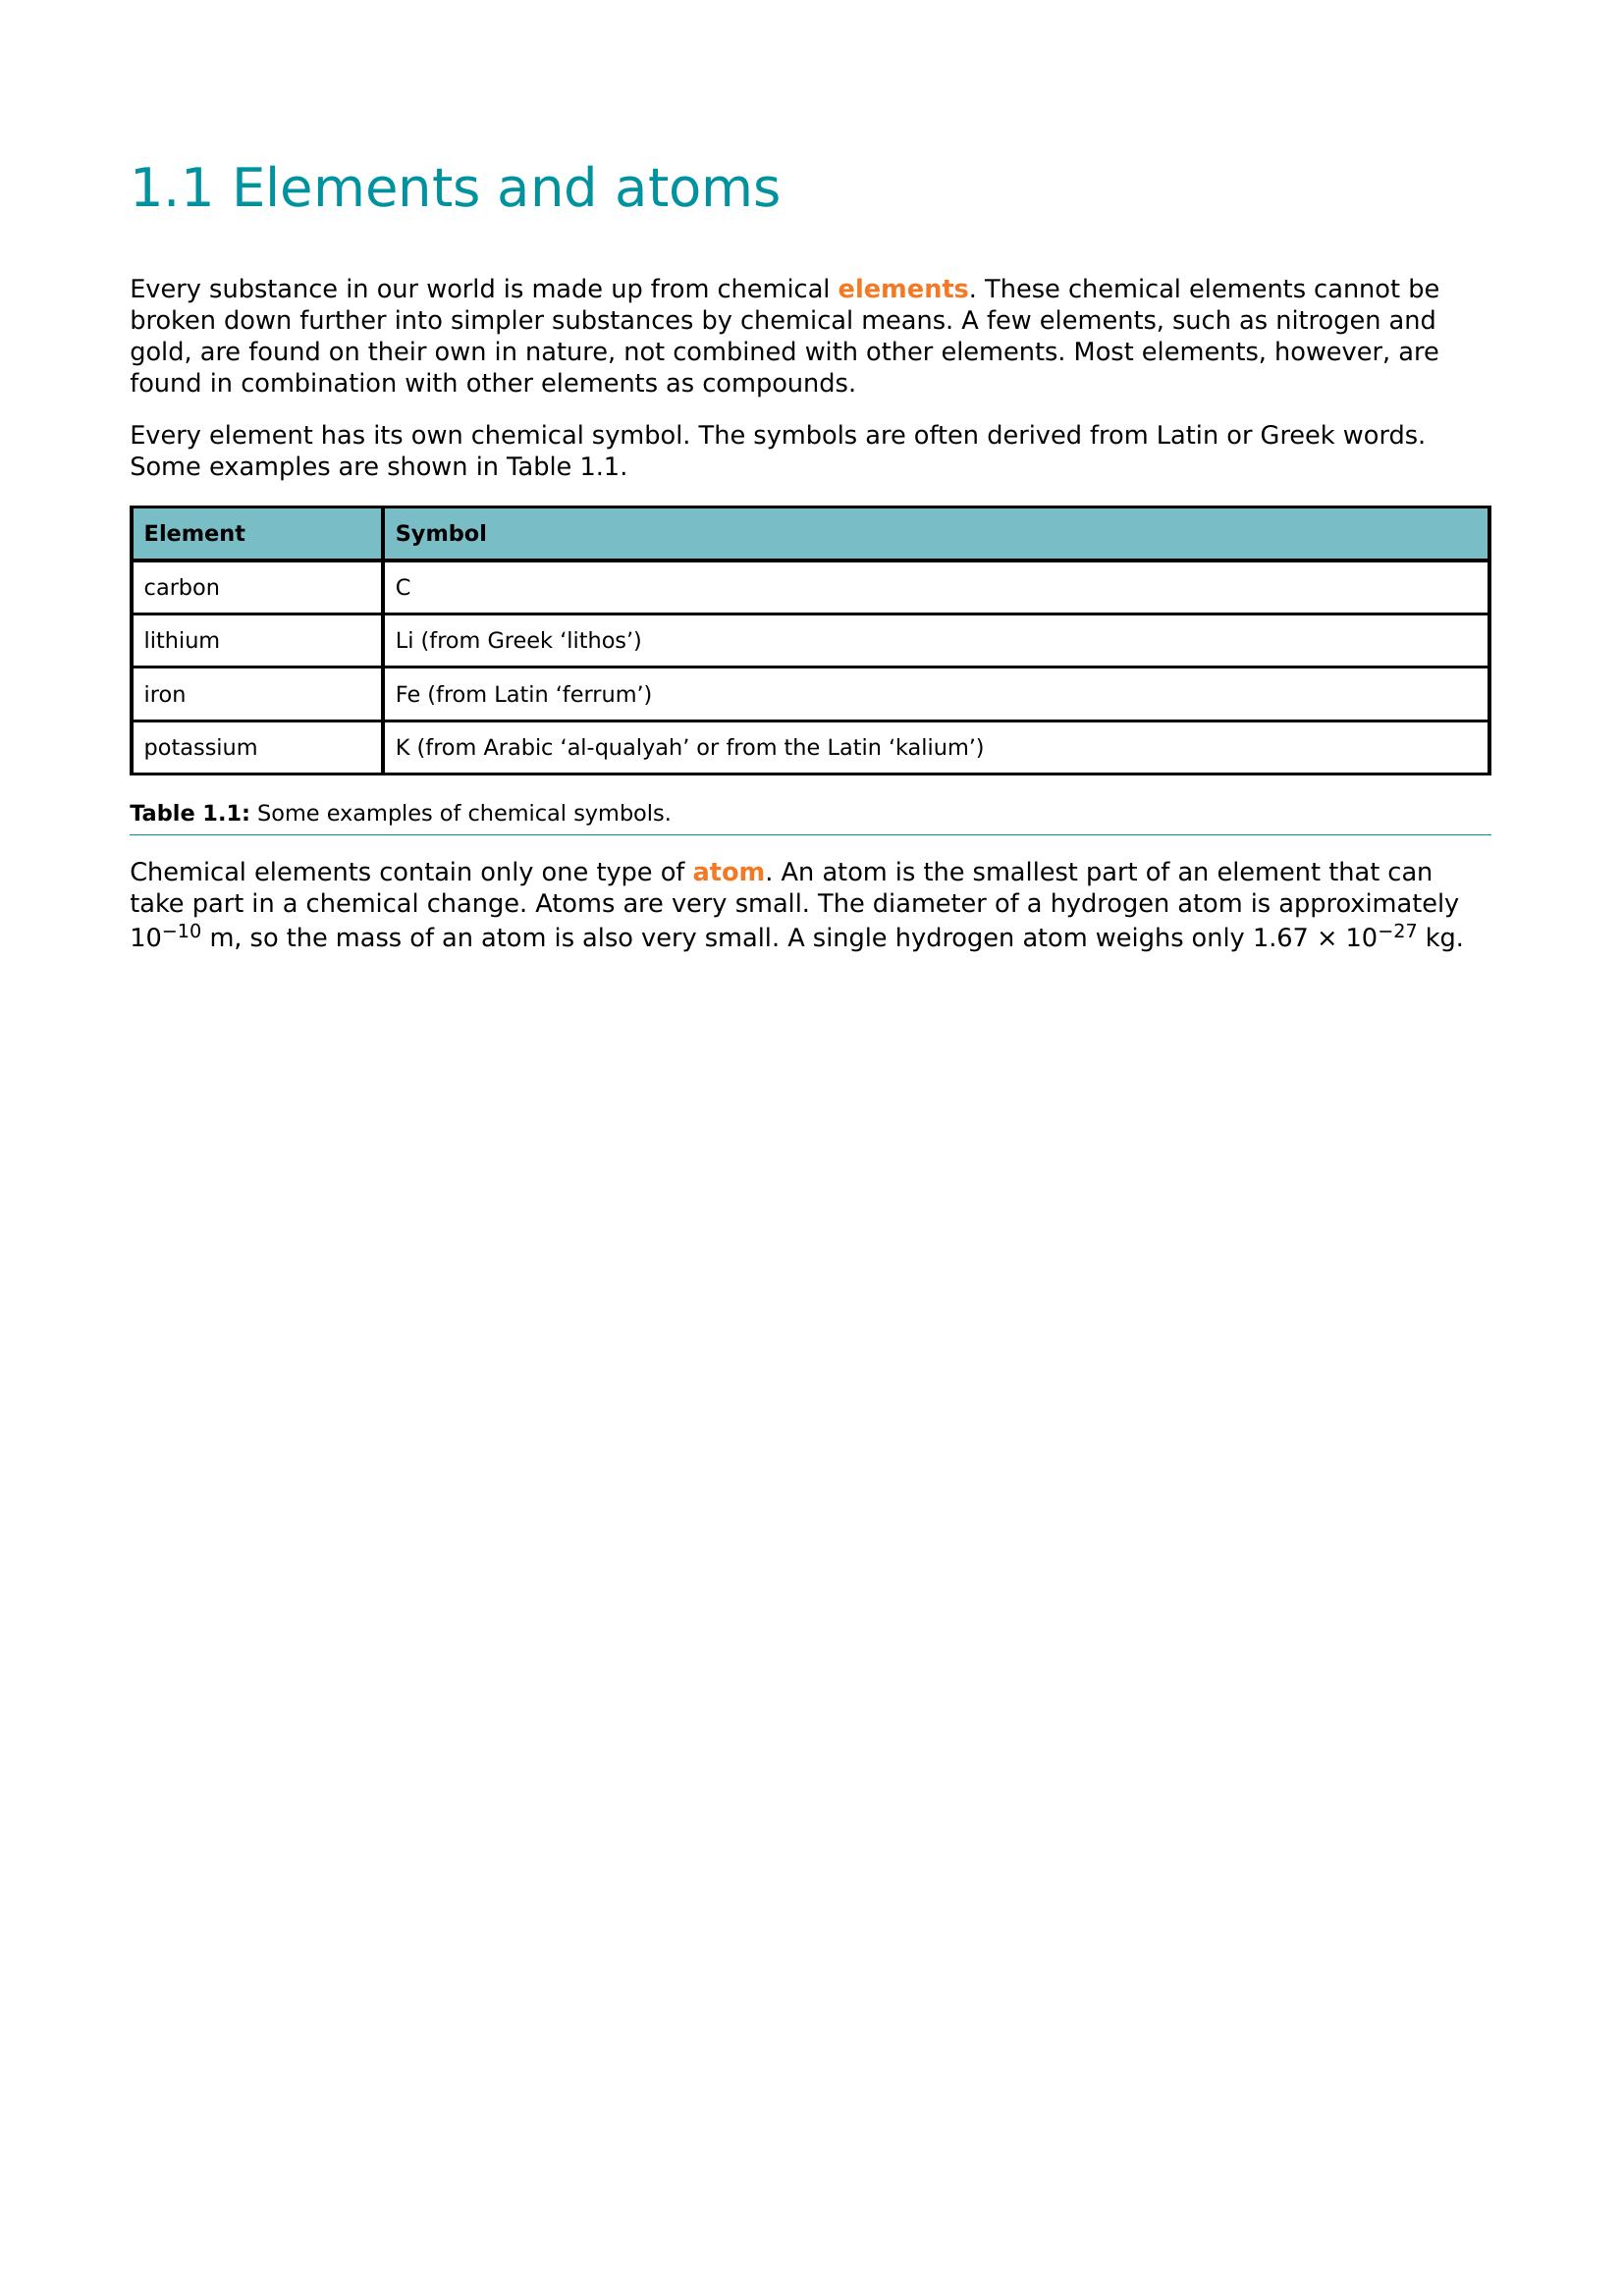 1.1 Elements and atoms
Every substance in our world is made up from chemical elements. These chemical elements cannot be
broken down further into simpler substances by chemical means. A few elements, such as nitrogen and
gold, are found on their own in nature, not combined with other elements. Most elements, however, are
found in combination with other elements as compounds.
Every element has its own chemical symbol. The symbols are often derived from Latin or Greek words.
Some examples are shown in Table 1.1.
Element Symbol
carbon C
lithium Li (from Greek ‘lithos’)
iron Fe (from Latin ‘ferrum’)
potassium K (from Arabic ‘al-qualyah’ or from the Latin ‘kalium’)
Table 1.1: Some examples of chemical symbols.
Chemical elements contain only one type of atom. An atom is the smallest part of an element that can
take part in a chemical change. Atoms are very small. The diameter of a hydrogen atom is approximately
10⁻¹⁰ m, so the mass of an atom is also very small. A single hydrogen atom weighs only 1.67 × 10⁻²⁷ kg.